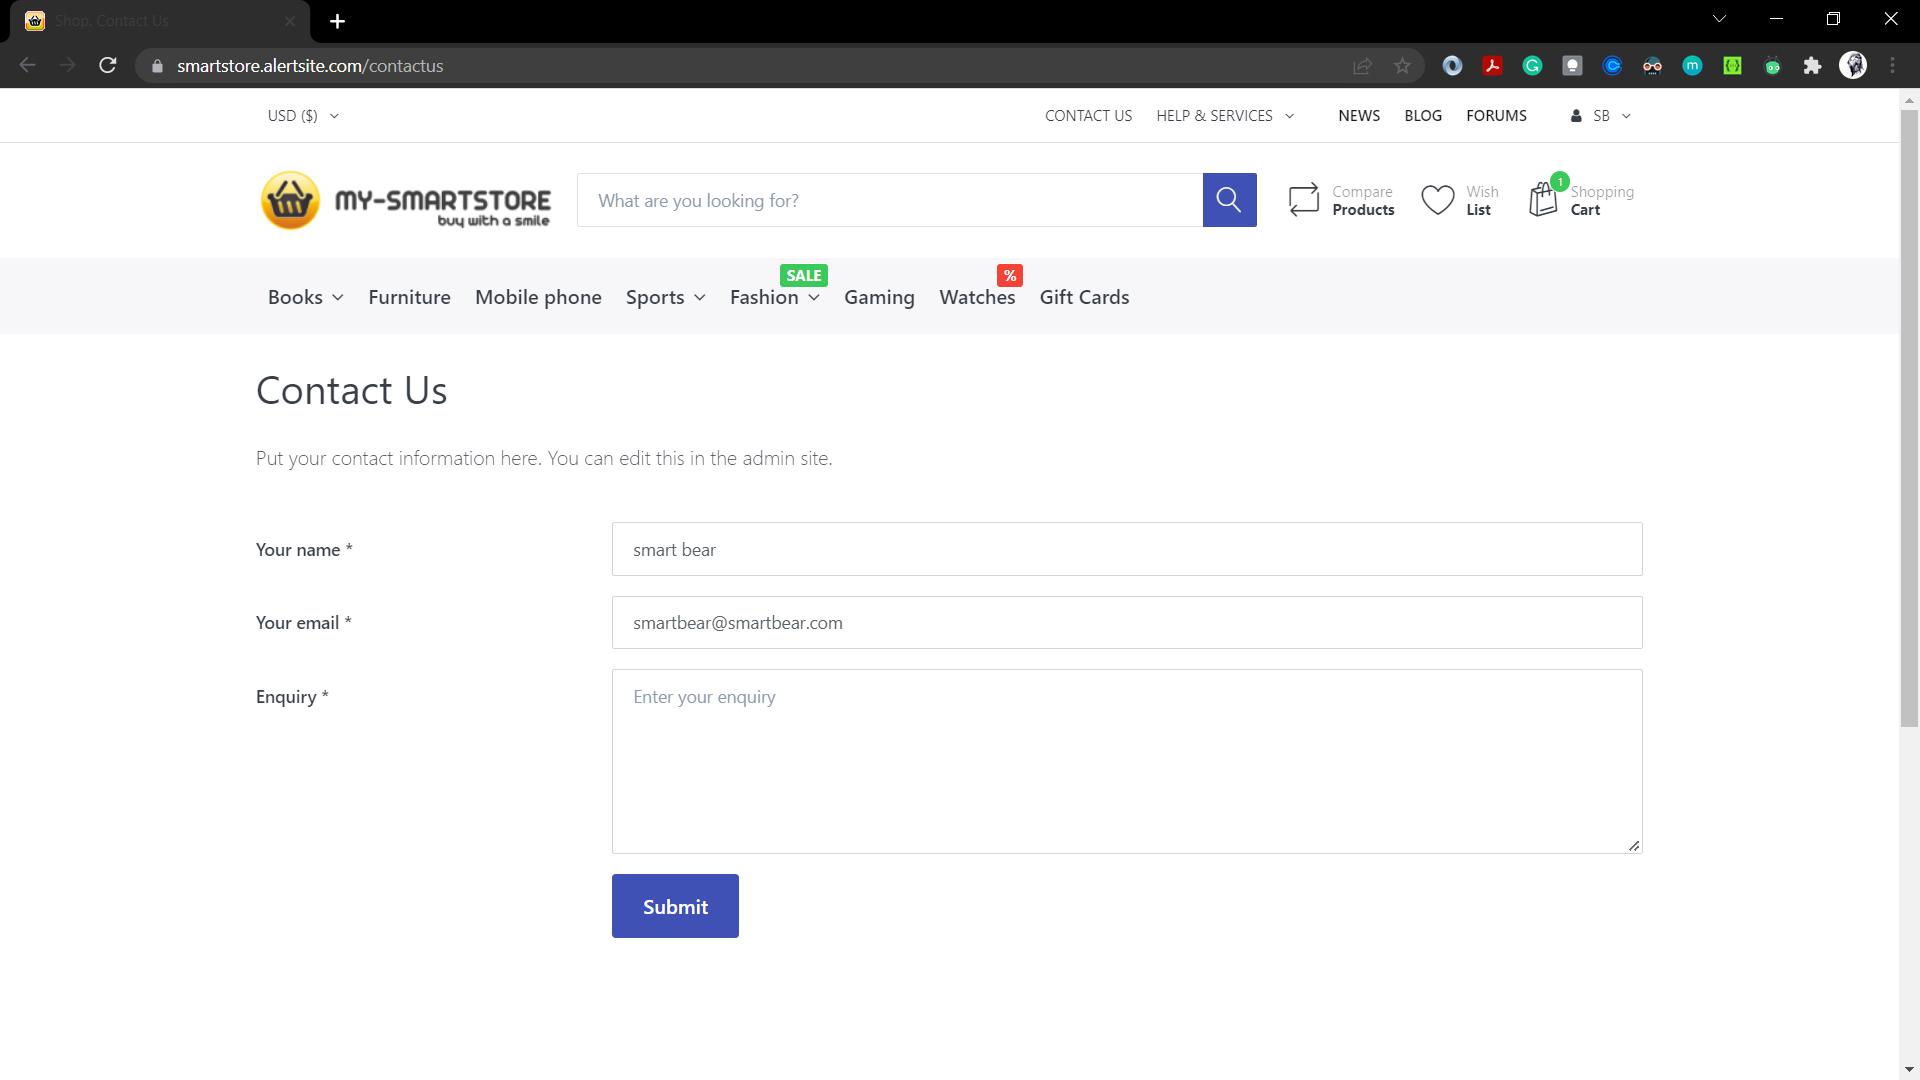 Shop. Contact Us
smartstore.alertsite.com/contactus
USD ($)
CONTACT US
HELP & SERVICES
NEWS
BLOG
FORUMS
SB
MY-SMARTSTORE
buy with a smile
What are you looking for?
Compare
Products
Wish
List
1
Shopping
Cart
SALE
%
Books
Furniture
Mobile phone
Sports
Fashion
Gaming
Watches
Gift Cards
Contact Us
Put your contact information here. You can edit this in the admin site.
Your name *
smart bear
Your email *
smartbear@smartbear.com
Enquiry *
Enter your enquiry
Submit